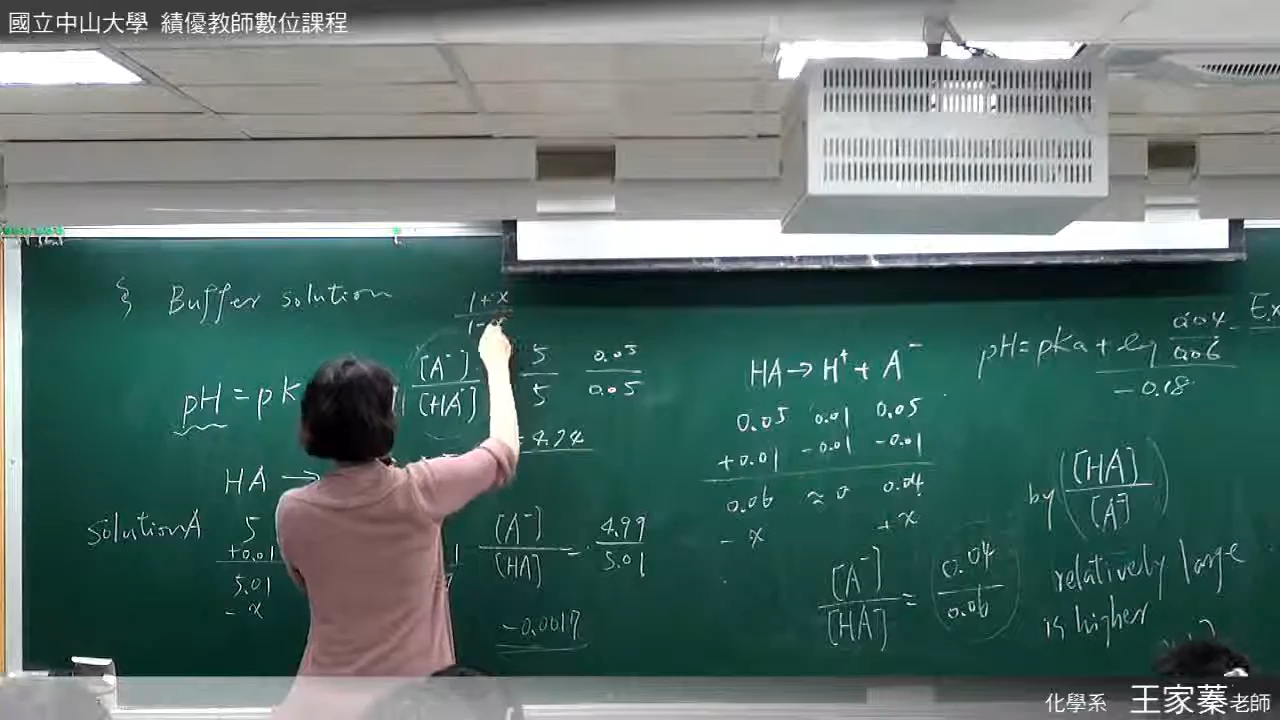 國立中山大學 績優教師數位課程
§ Buffer solution
1+x
pH = pK
[A⁻]
[HA]
5
5
0.05
0.05
= 4.74
HA →
solution A
5
+0.01
5.01
- x
[A⁻]
[HA]
= 4.99
5.01
-0.0017
HA → H⁺ + A⁻
0.05 0.01 0.05
+0.01 -0.01 -0.01
0.06 ≈ 0 0.04
- x + x
[A⁻]
[HA]
= 0.04
0.06
pH = pKa + log
0.04
0.06
-0.18
Ex
by ([HA]
[A⁻])
relatively large
is higher
化學系 王家蓁老師